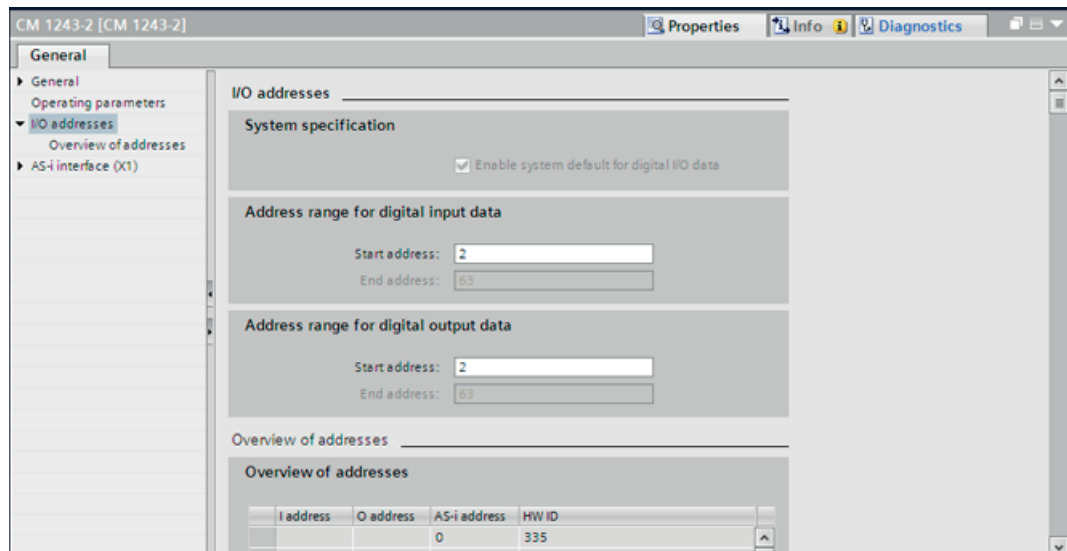 CM 1243-2 [CM 1243-2]
Properties
Info
Diagnostics
General
General
Operating parameters
I/O addresses
Overview of addresses
AS-i interface (X1)
I/O addresses
System specification
Enable system default for digital I/O data
Address range for digital input data
Start address: 2
End address: 63
Address range for digital output data
Start address: 2
End address: 63
Overview of addresses
Overview of addresses
I address O address AS-i address HW ID
0 335